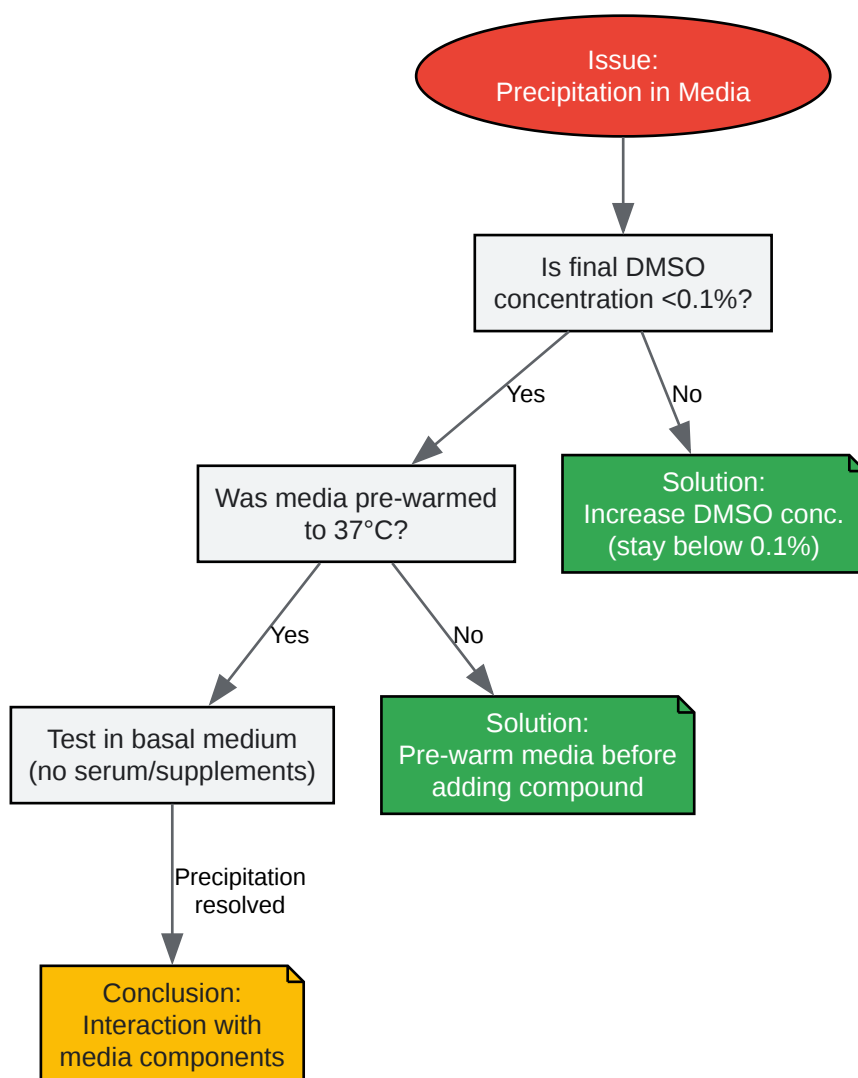 Issue:
Precipitation in Media
Is final DMSO
concentration <0.1%?
Yes
No
Was media pre-warmed
to 37°C?
Solution:
Increase DMSO conc.
(stay below 0.1%)
Yes
No
Test in basal medium
(no serum/supplements)
Solution:
Pre-warm media before
adding compound
Precipitation
resolved
Conclusion:
Interaction with
media components